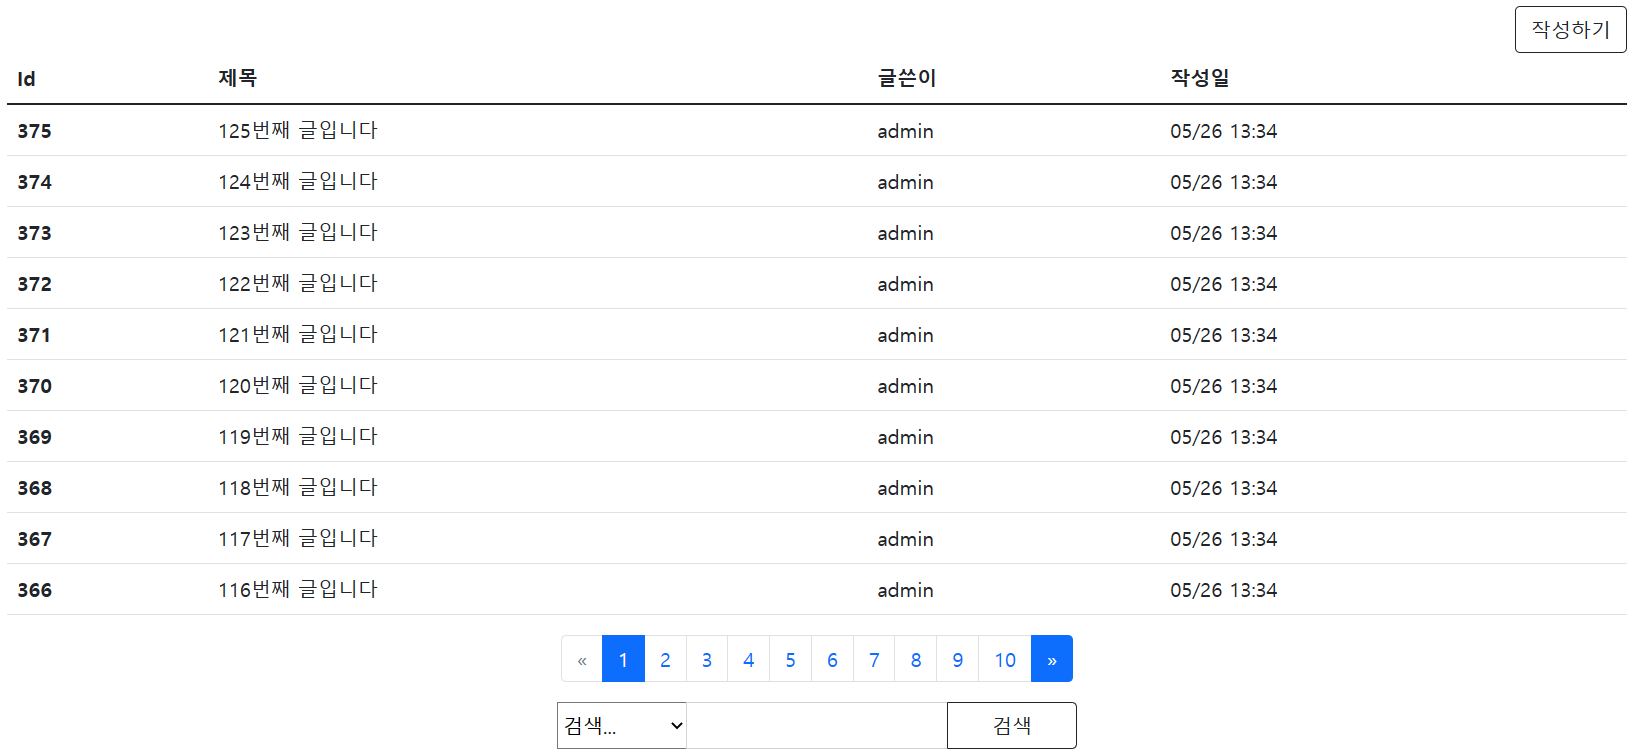 작성하기
Id 제목 글쓴이 작성일
375 125번째 글입니다 admin 05/26 13:34
374 124번째 글입니다 admin 05/26 13:34
373 123번째 글입니다 admin 05/26 13:34
372 122번째 글입니다 admin 05/26 13:34
371 121번째 글입니다 admin 05/26 13:34
370 120번째 글입니다 admin 05/26 13:34
369 119번째 글입니다 admin 05/26 13:34
368 118번째 글입니다 admin 05/26 13:34
367 117번째 글입니다 admin 05/26 13:34
366 116번째 글입니다 admin 05/26 13:34
« 1 2 3 4 5 6 7 8 9 10 »
검색... 검색